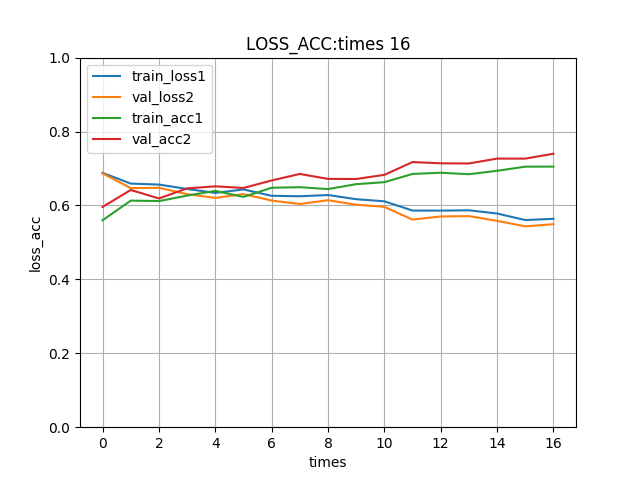 LOSS_ACC:times 16
train_loss1
val_loss2
train_acc1
val_acc2
1.0
0.8
0.6
0.4
0.2
0.0
loss_acc
0 2 4 6 8 10 12 14 16
times